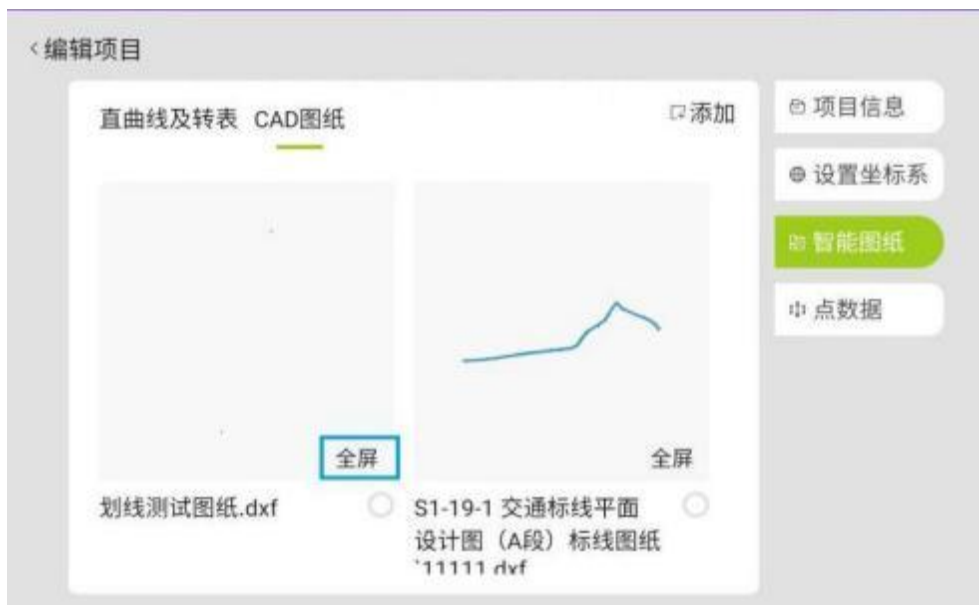 编辑项目
直曲线及转表 CAD图纸
添加
项目信息
设置坐标系
智能图纸
点数据
全屏
全屏
划线测试图纸.dxf
S1-19-1 交通标线平面
设计图（A段）标线图纸
`11111.dxf